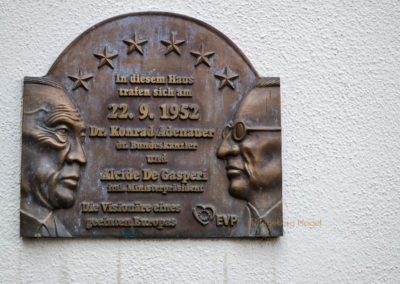 In diesem Haus
trafen sich am
22. 9. 1952
Dr. Konrad Adenauer
dt. Bundeskanzler
und
Alcide De Gasperi
ital. Ministerpräsident
Die Visionäre eines
geeinten Europas
EVP